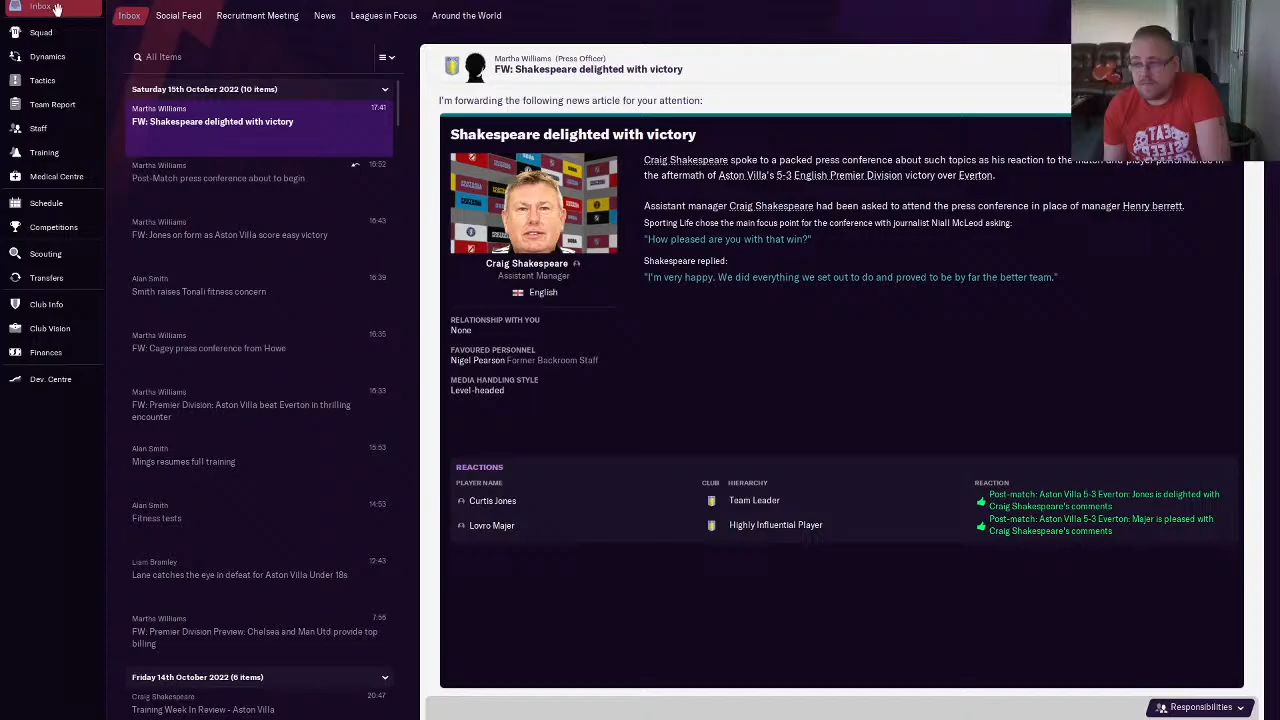 Inbox
Squad
Dynamics
Tactics
Team Report
Staff
Training
Medical Centre
Schedule
Competitions
Scouting
Transfers
Club Info
Club Vision
Finances
Dev. Centre
Inbox
Social Feed
Recruitment Meeting
News
Leagues in Focus
Around the World
All Items
Saturday 15th October 2022 (10 items)
Martha Williams 17:41
FW: Shakespeare delighted with victory
Martha Williams 16:52
Post-Match press conference about to begin
Martha Williams 16:43
FW: Jones on form as Aston Villa score easy victory
Alan Smith 16:39
Smith raises Tonali fitness concern
Martha Williams 16:35
FW: Cagey press conference from Howe
Martha Williams 16:33
FW: Premier Division: Aston Villa beat Everton in thrilling
encounter
Alan Smith 15:53
Mings resumes full training
Alan Smith 14:53
Fitness tests
Liam Bromley 12:43
Lane catches the eye in defeat for Aston Villa Under 18s
Martha Williams 7:56
FW: Premier Division Preview: Chelsea and Man Utd provide top
billing
Friday 14th October 2022 (6 items)
Craig Shakespeare 20:47
Training Week In Review - Aston Villa
Martha Williams (Press Officer)
FW: Shakespeare delighted with victory
I'm forwarding the following news article for your attention:
Shakespeare delighted with victory
Craig Shakespeare
Assistant Manager
English
RELATIONSHIP WITH YOU
None
FAVOURED PERSONNEL
Nigel Pearson Former Backroom Staff
MEDIA HANDLING STYLE
Level-headed
Craig Shakespeare spoke to a packed press conference about such topics as his reaction to the match and player performance in
the aftermath of Aston Villa's 5-3 English Premier Division victory over Everton.
Assistant manager Craig Shakespeare had been asked to attend the press conference in place of manager Henry berrett.
Sporting Life chose the main focus point for the conference with journalist Niall McLeod asking:
"How pleased are you with that win?"
Shakespeare replied:
"I'm very happy. We did everything we set out to do and proved to be by far the better team."
REACTIONS
PLAYER NAME CLUB HIERARCHY REACTION
Curtis Jones Team Leader Post-match: Aston Villa 5-3 Everton: Jones is delighted with
Craig Shakespeare's comments
Lovro Majer Highly Influential Player Post-match: Aston Villa 5-3 Everton: Majer is pleased with
Craig Shakespeare's comments
Responsibilities